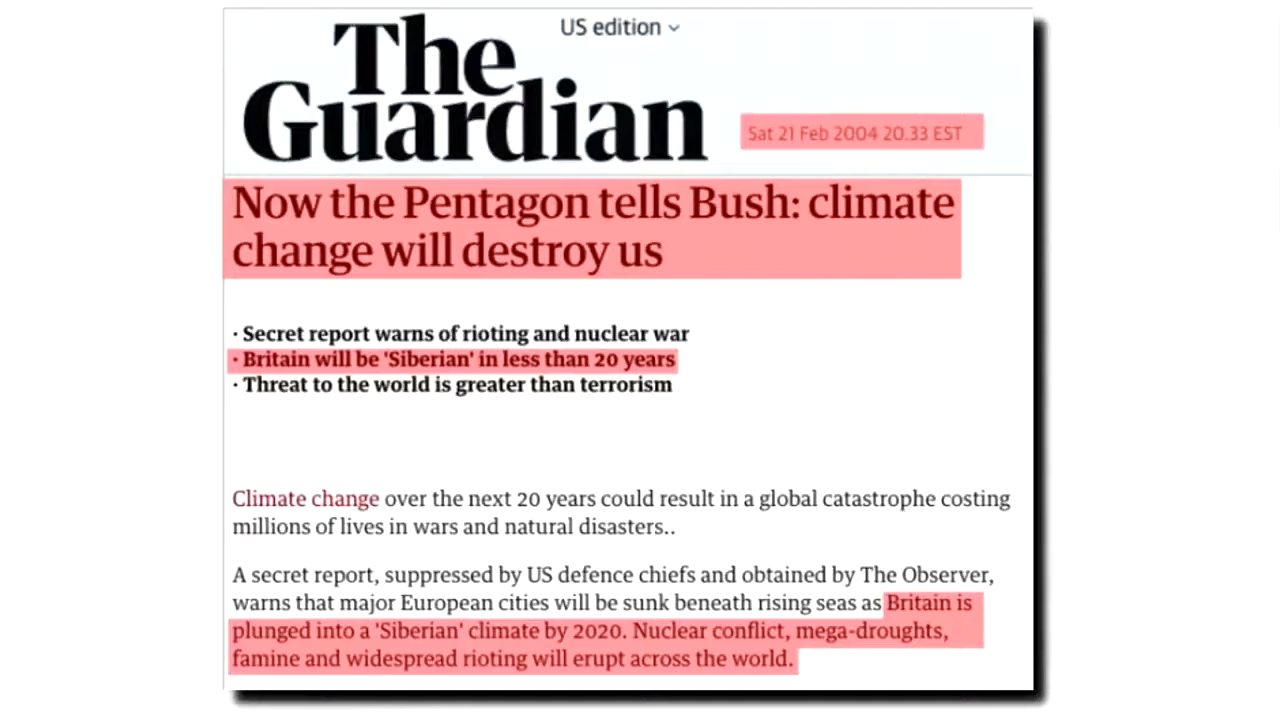 US edition
The
Guardian
Sat 21 Feb 2004 20.33 EST
Now the Pentagon tells Bush: climate
change will destroy us
· Secret report warns of rioting and nuclear war
· Britain will be 'Siberian' in less than 20 years
· Threat to the world is greater than terrorism
Climate change over the next 20 years could result in a global catastrophe costing
millions of lives in wars and natural disasters..
A secret report, suppressed by US defence chiefs and obtained by The Observer,
warns that major European cities will be sunk beneath rising seas as Britain is
plunged into a 'Siberian' climate by 2020. Nuclear conflict, mega-droughts,
famine and widespread rioting will erupt across the world.